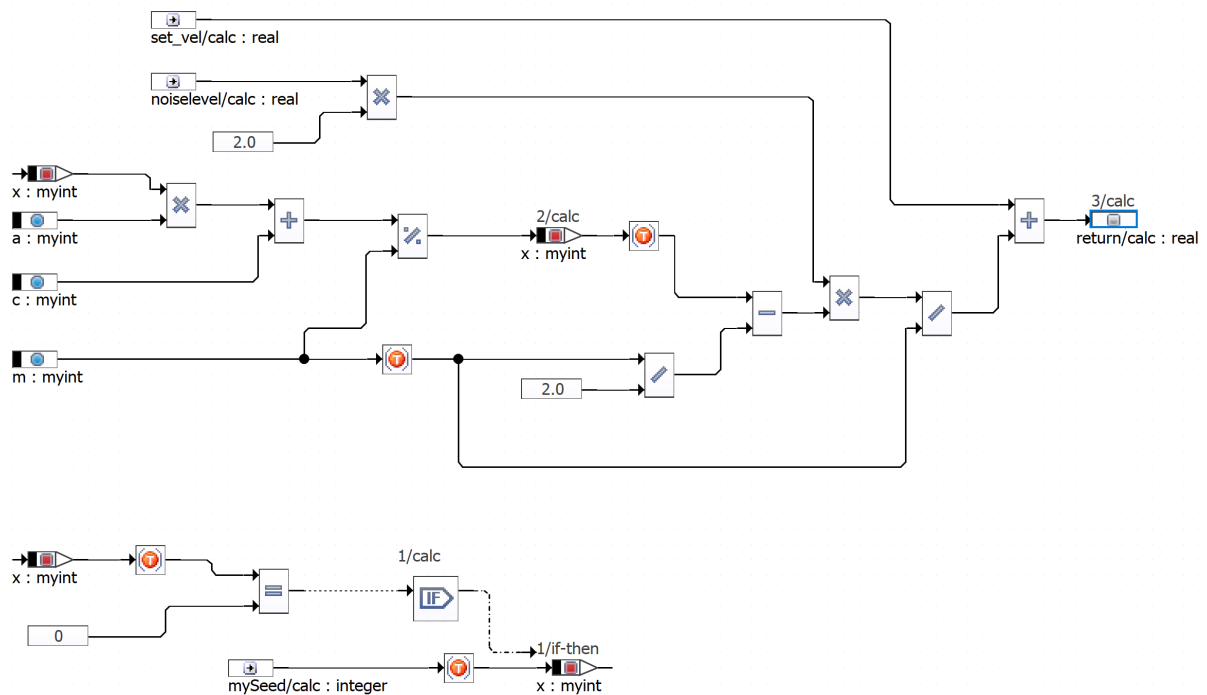 set_vel/calc : real
noiselevel/calc : real
2.0
x : myint
a : myint
2/calc
x : myint
3/calc
return/calc : real
c : myint
m : myint
2.0
x : myint
1/calc
IF
0
1/if-then
mySeed/calc : integer
x : myint
T
T
T
T